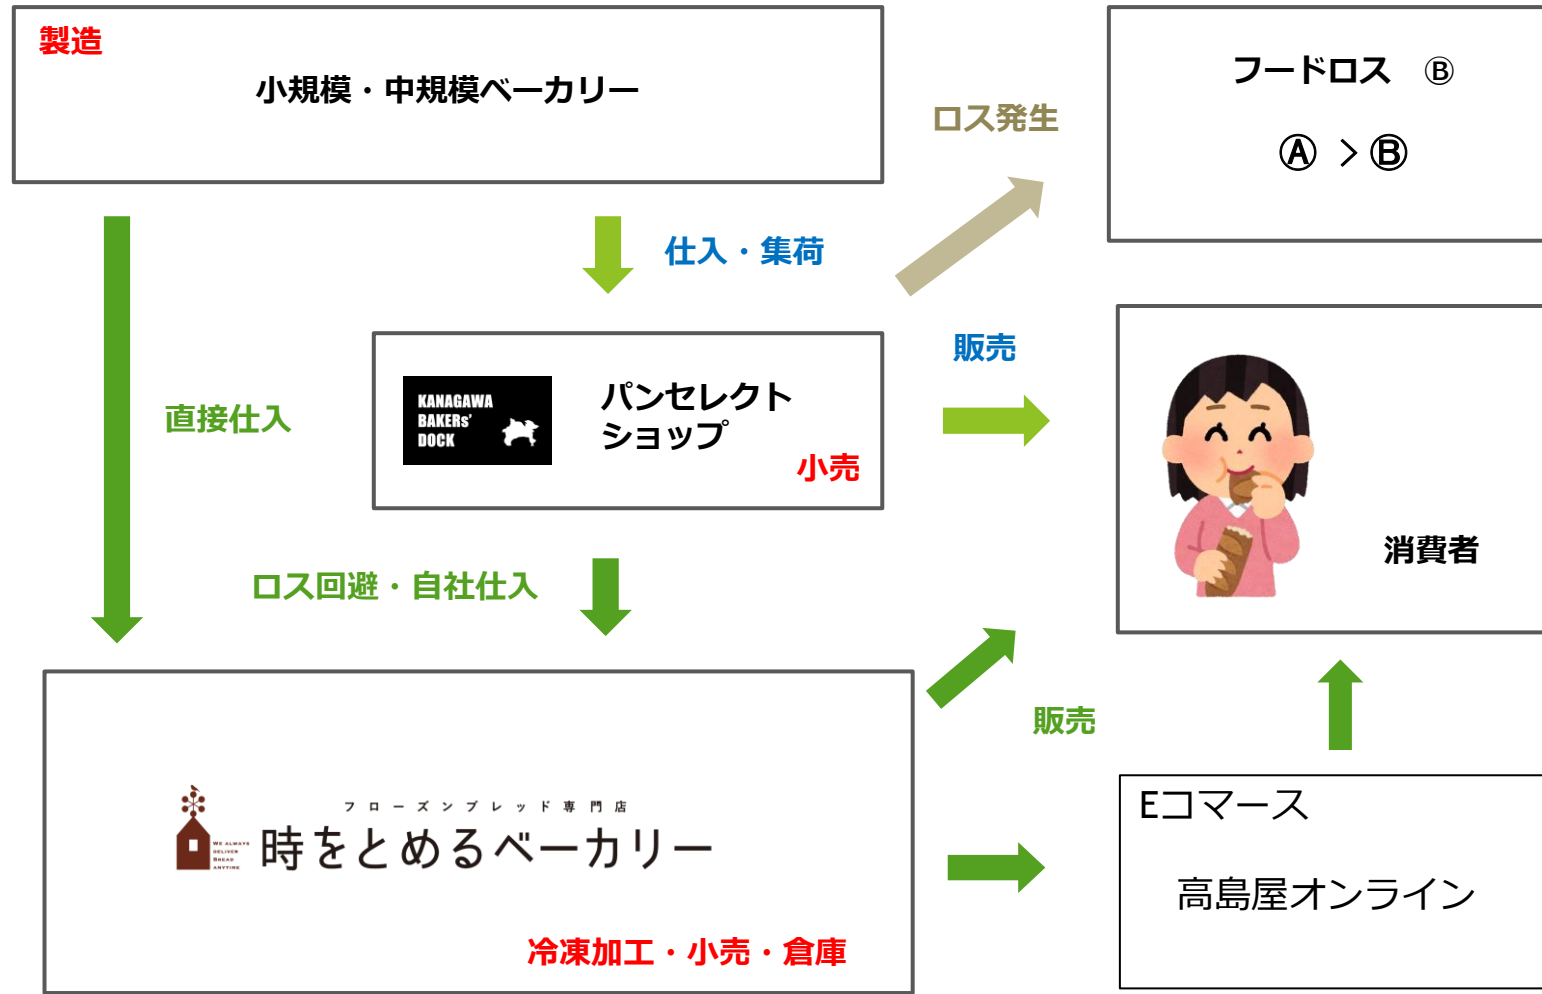 製造
小規模・中規模ベーカリー
ロス発生
フードロス Ⓑ
Ⓐ ＞Ⓑ
仕入・集荷
販売
直接仕入
KANAGAWA
BAKERs'
DOCK
パンセレクト
ショップ
小売
消費者
ロス回避・自社仕入
販売
フローズンブレッド専門店
時をとめるベーカリー
WE ALWAYS
DELIVER
BREAD
ANYTIME
冷凍加工・小売・倉庫
Eコマース
高島屋オンライン